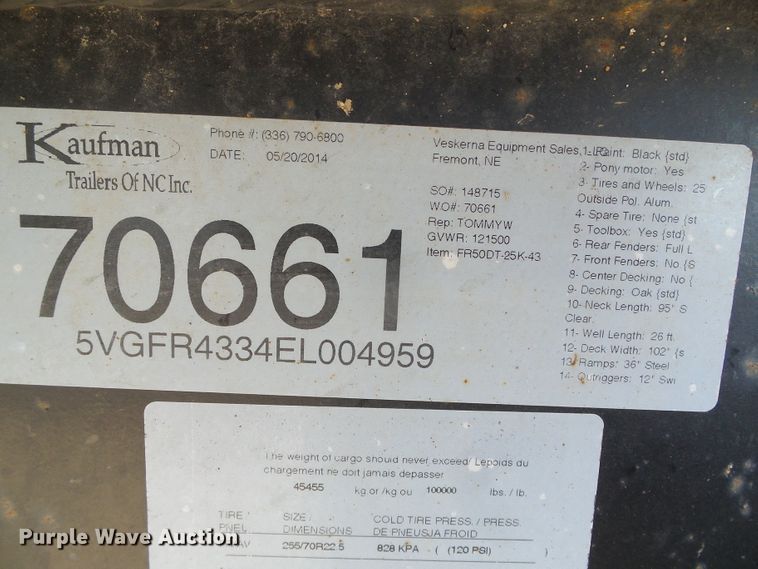 Kaufman
Trailers Of NC Inc.
Phone #: (336) 790-6800
DATE: 05/20/2014
70661
5VGFR4334EL004959
Veskerna Equipment Sales,
Fremont, NE
SO#: 148715
WO#: 70661
Rep: TOMMYW
GVWR: 121500
Item: FR50DT-25K-43
Paint: Black {std}
2- Pony motor: Yes
3- Tires and Wheels: 25
Outside Pol. Alum.
4- Spare Tire: None {st
5- Toolbox: Yes {std}
6- Rear Fenders: Full L
7- Front Fenders: No {S
8- Center Decking: No {
9- Decking: Oak {std}
10- Neck Length: 95" S
Clear.
11- Well Length: 26 ft.
12- Deck Width: 102" {s
13- Ramps: 36" Steel
14- Outriggers: 12" Swi
The weight of cargo should never exceed/ Lepoids du
chargement ne doit jamais depasser
45455 kg.or /kg ou 100000 lbs. / lb.
TIRE SIZE COLD TIRE PRESS. / PRESS.
PNEU DIMENSIONS DE PNEUSJA FROID
255/70R22.5 828 KPA ( (120 PSI) )
Purple Wave Auction